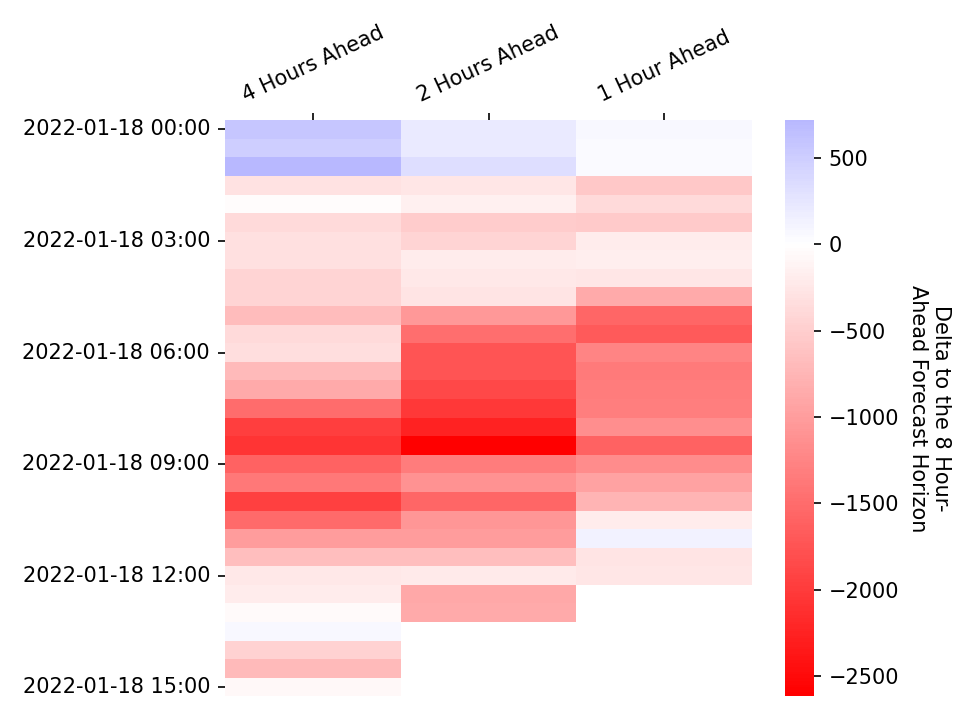 4 Hours Ahead
2 Hours Ahead
1 Hour Ahead
2022-01-18 00:00
2022-01-18 03:00
2022-01-18 06:00
2022-01-18 09:00
2022-01-18 12:00
2022-01-18 15:00
500
0
−500
−1000
−1500
−2000
−2500
Delta to the 8 Hour-
Ahead Forecast Horizon